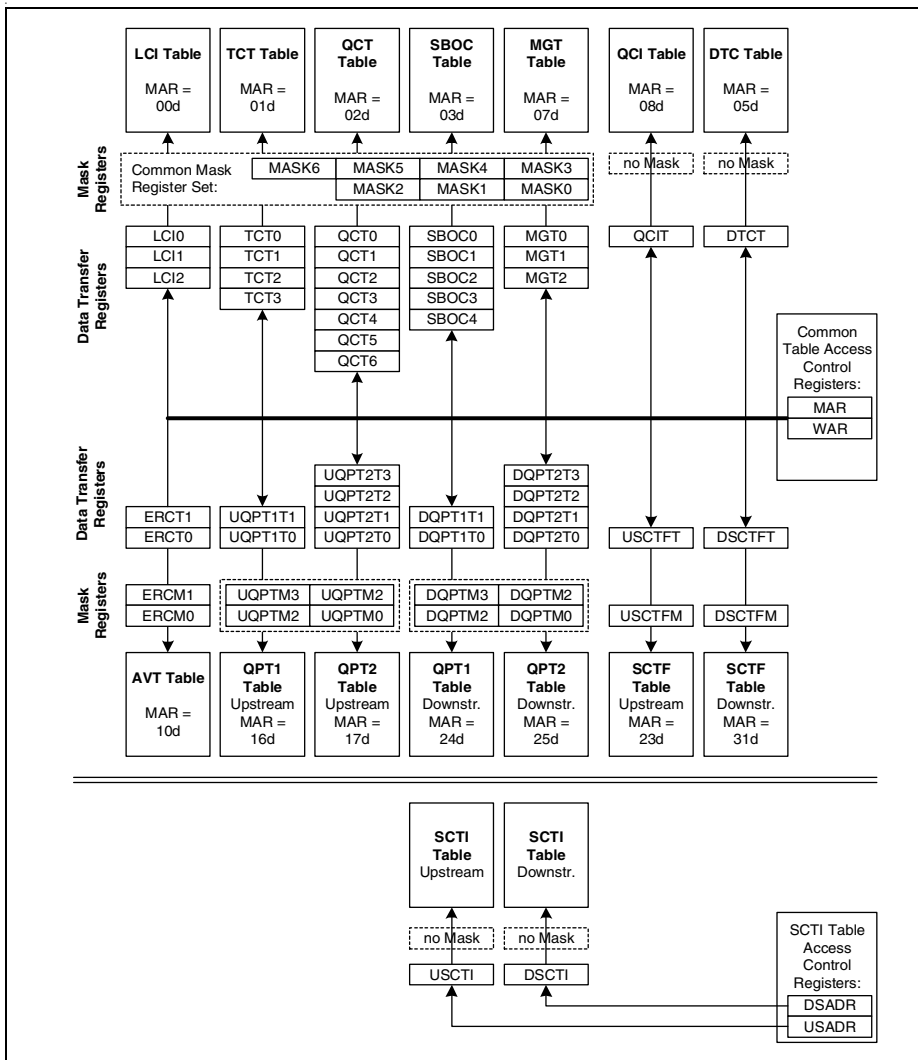 LCI Table
MAR =
00d
TCT Table
MAR =
01d
QCT
Table
MAR =
02d
SBOC
Table
MAR =
03d
MGT
Table
MAR =
07d
QCI Table
MAR =
08d
DTC Table
MAR =
05d
Mask
Registers
Common Mask
Register Set:
MASK6 MASK5 MASK4 MASK3
MASK2 MASK1 MASK0
no Mask
no Mask
Data Transfer
Registers
LCI0
LCI1
LCI2
TCT0
TCT1
TCT2
TCT3
QCT0
QCT1
QCT2
QCT3
QCT4
QCT5
QCT6
SBOC0
SBOC1
SBOC2
SBOC3
SBOC4
MGT0
MGT1
MGT2
QCIT
DTCT
Common
Table Access
Control
Registers:
MAR
WAR
Data Transfer
Registers
ERCT1
ERCT0
UQPT1T1
UQPT1T0
UQPT2T3
UQPT2T2
UQPT2T1
UQPT2T0
DQPT1T1
DQPT1T0
DQPT2T3
DQPT2T2
DQPT2T1
DQPT2T0
USCTFT
DSCTFT
Mask
Registers
ERCM1
ERCM0
UQPTM3 UQPTM2
UQPTM2 UQPTM0
DQPTM3 DQPTM2
DQPTM2 DQPTM0
USCTFM
DSCTFM
AVT Table
MAR =
10d
QPT1
Table
Upstream
MAR =
16d
QPT2
Table
Upstream
MAR =
17d
QPT1
Table
Downstr.
MAR =
24d
QPT2
Table
Downstr.
MAR =
25d
SCTF
Table
Upstream
MAR =
23d
SCTF
Table
Downstr.
MAR =
31d
SCTI
Table
Upstream
SCTI
Table
Downstr.
no Mask
no Mask
USCTI
DSCTI
SCTI Table
Access
Control
Registers:
DSADR
USADR